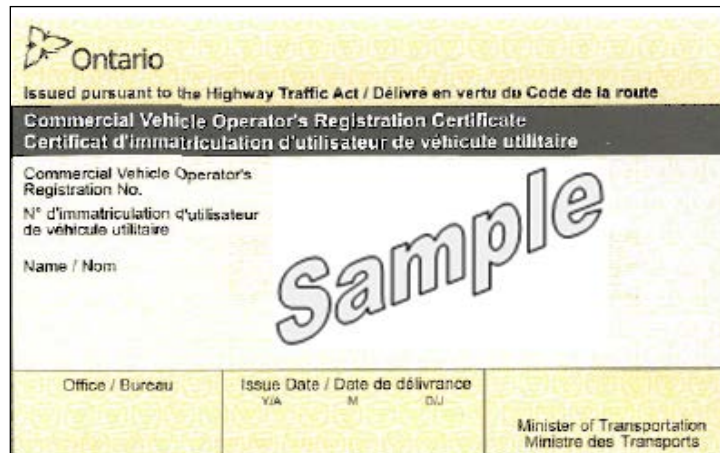 Ontario
Issued pursuant to the Highway Traffic Act / Délivré en vertu du Code de la route
Commercial Vehicle Operator's Registration Certificate
Certificat d'immatriculation d'utilisateur de véhicule utilitaire
Commercial Vehicle Operator's
Registration No.
N° d'immatriculation d'utilisateur
de véhicule utilitaire
Name / Nom
Sample
Office / Bureau
Issue Date / Date de délivrance
Y/A M D/J
Minister of Transportation
Ministre des Transports